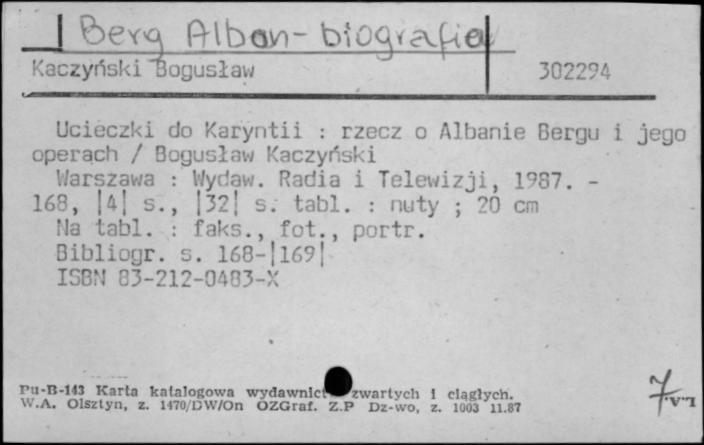 Berg Alban - biografia
Kaczyński Bogusław 302294
Ucieczki do Karyntii : rzecz o Albanie Bergu i jego
operach / Bogusław Kaczyński
Warszawa : Wydaw. Radia i Telewizji, 1987. -
168, |4| s., |32| s. tabl. : nuty ; 20 cm
Na tabl. : faks., fot., portr.
Bibliogr. s. 168-|169|
ISBN 83-212-0483-X
Pu-B-143 Karta katalogowa wydawnict zwartych i ciągłych.
W.A. Olsztyn, z. 1470/DW/On OZGraf. Z.P Dz-wo, z. 1003 11.87